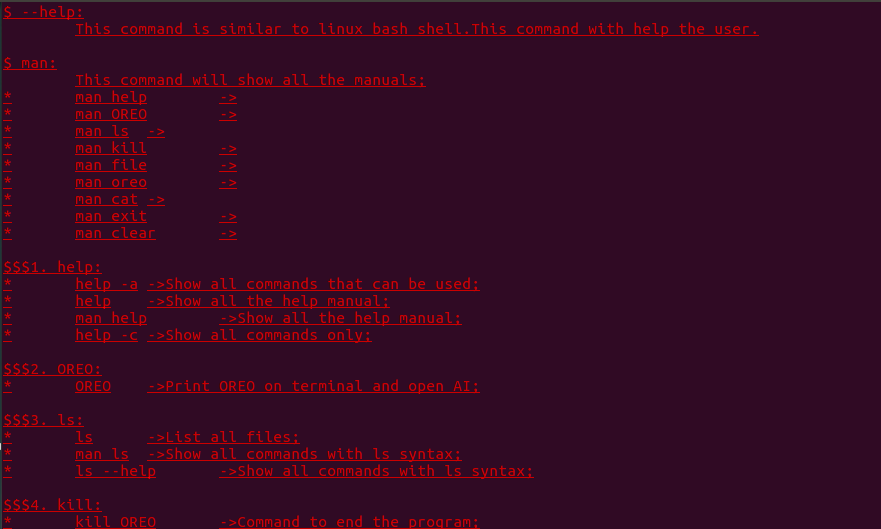 $ --help:
This command is similar to linux bash shell.This command with help the user.
$ man:
This command will show all the manuals:
* man help ->
* man OREO ->
* man ls ->
* man kill ->
* man file ->
* man oreo ->
* man cat ->
* man exit ->
* man clear ->
$$$1. help:
* help -a ->Show all commands that can be used;
* help ->Show all the help manual;
* man help ->Show all the help manual;
* help -c ->Show all commands only;
$$$2. OREO:
* OREO ->Print OREO on terminal and open AI;
$$$3. ls:
* ls ->List all files;
* man ls ->Show all commands with ls syntax;
* ls --help ->Show all commands with ls syntax;
$$$4. kill:
* kill OREO ->Command to end the program;